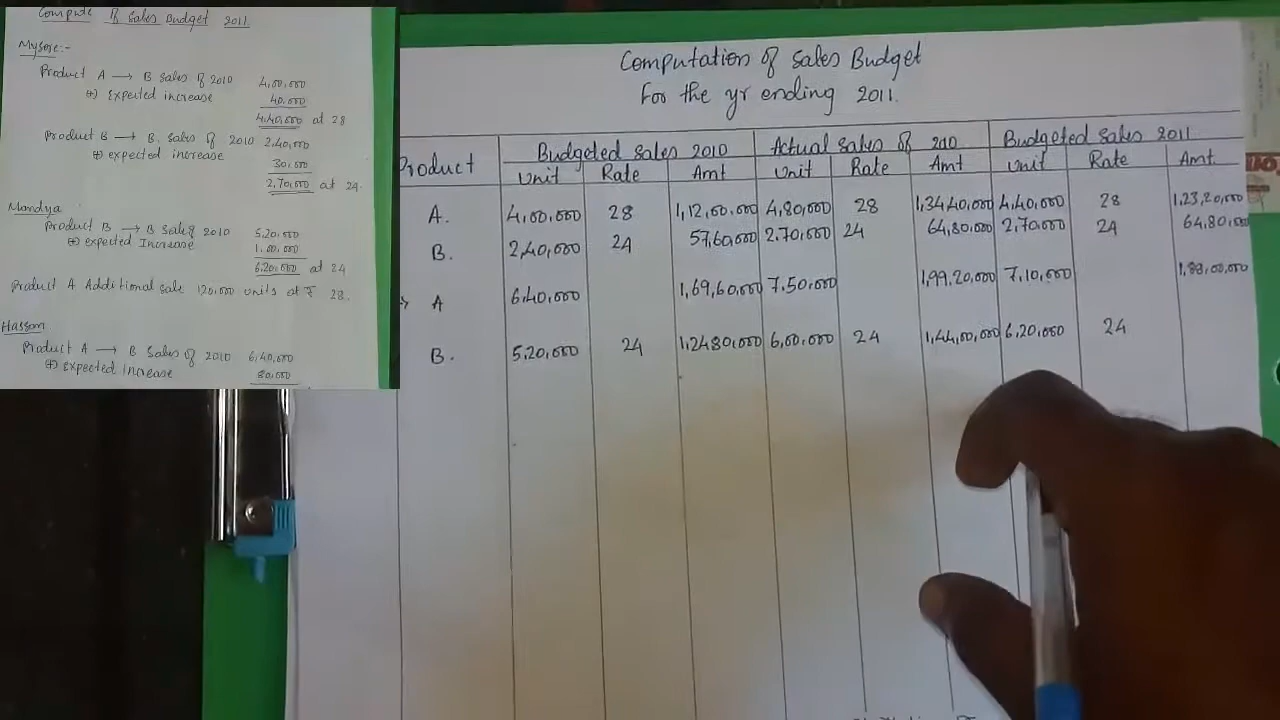 Compute of Sales Budget 2011
Mysore:-
Product A → B Sales of 2010 4,00,000
(+) Expected increase 40,000
4,40,000 at 28
Product B → B. Sales of 2010 2,40,000
(+) expected increase 30,000
2,70,000 at 24.
Mandya
Product B → B Sales of 2010 5,20,000
(+) expected Increase 1,00,000
6,20,000 at 24
Product A Additional sale 120,000 units at ₹ 28.
Hassan
Product A → B Sales of 2010 6,40,000
(+) Expected Increase 80,000
Computation of Sales Budget
For the yr ending 2011.
Product Budgeted Sales 2010 Actual Sales of 2010 Budgeted Sales 2011
Unit Rate Amt Unit Rate Amt Unit Rate Amt
A. 4,00,000 28 1,12,00,000 4,80,000 28 1,34,40,000 4,40,000 28 1,23,20,000
B. 2,40,000 24 57,60,000 2,70,000 24 64,80,000 2,70,000 24 64,80,000
6,40,000 1,69,60,000 7,50,000 1,99,20,000 7,10,000 1,88,00,000
A
B. 5,20,000 24 1,24,80,000 6,00,000 24 1,44,00,000 6,20,000 24